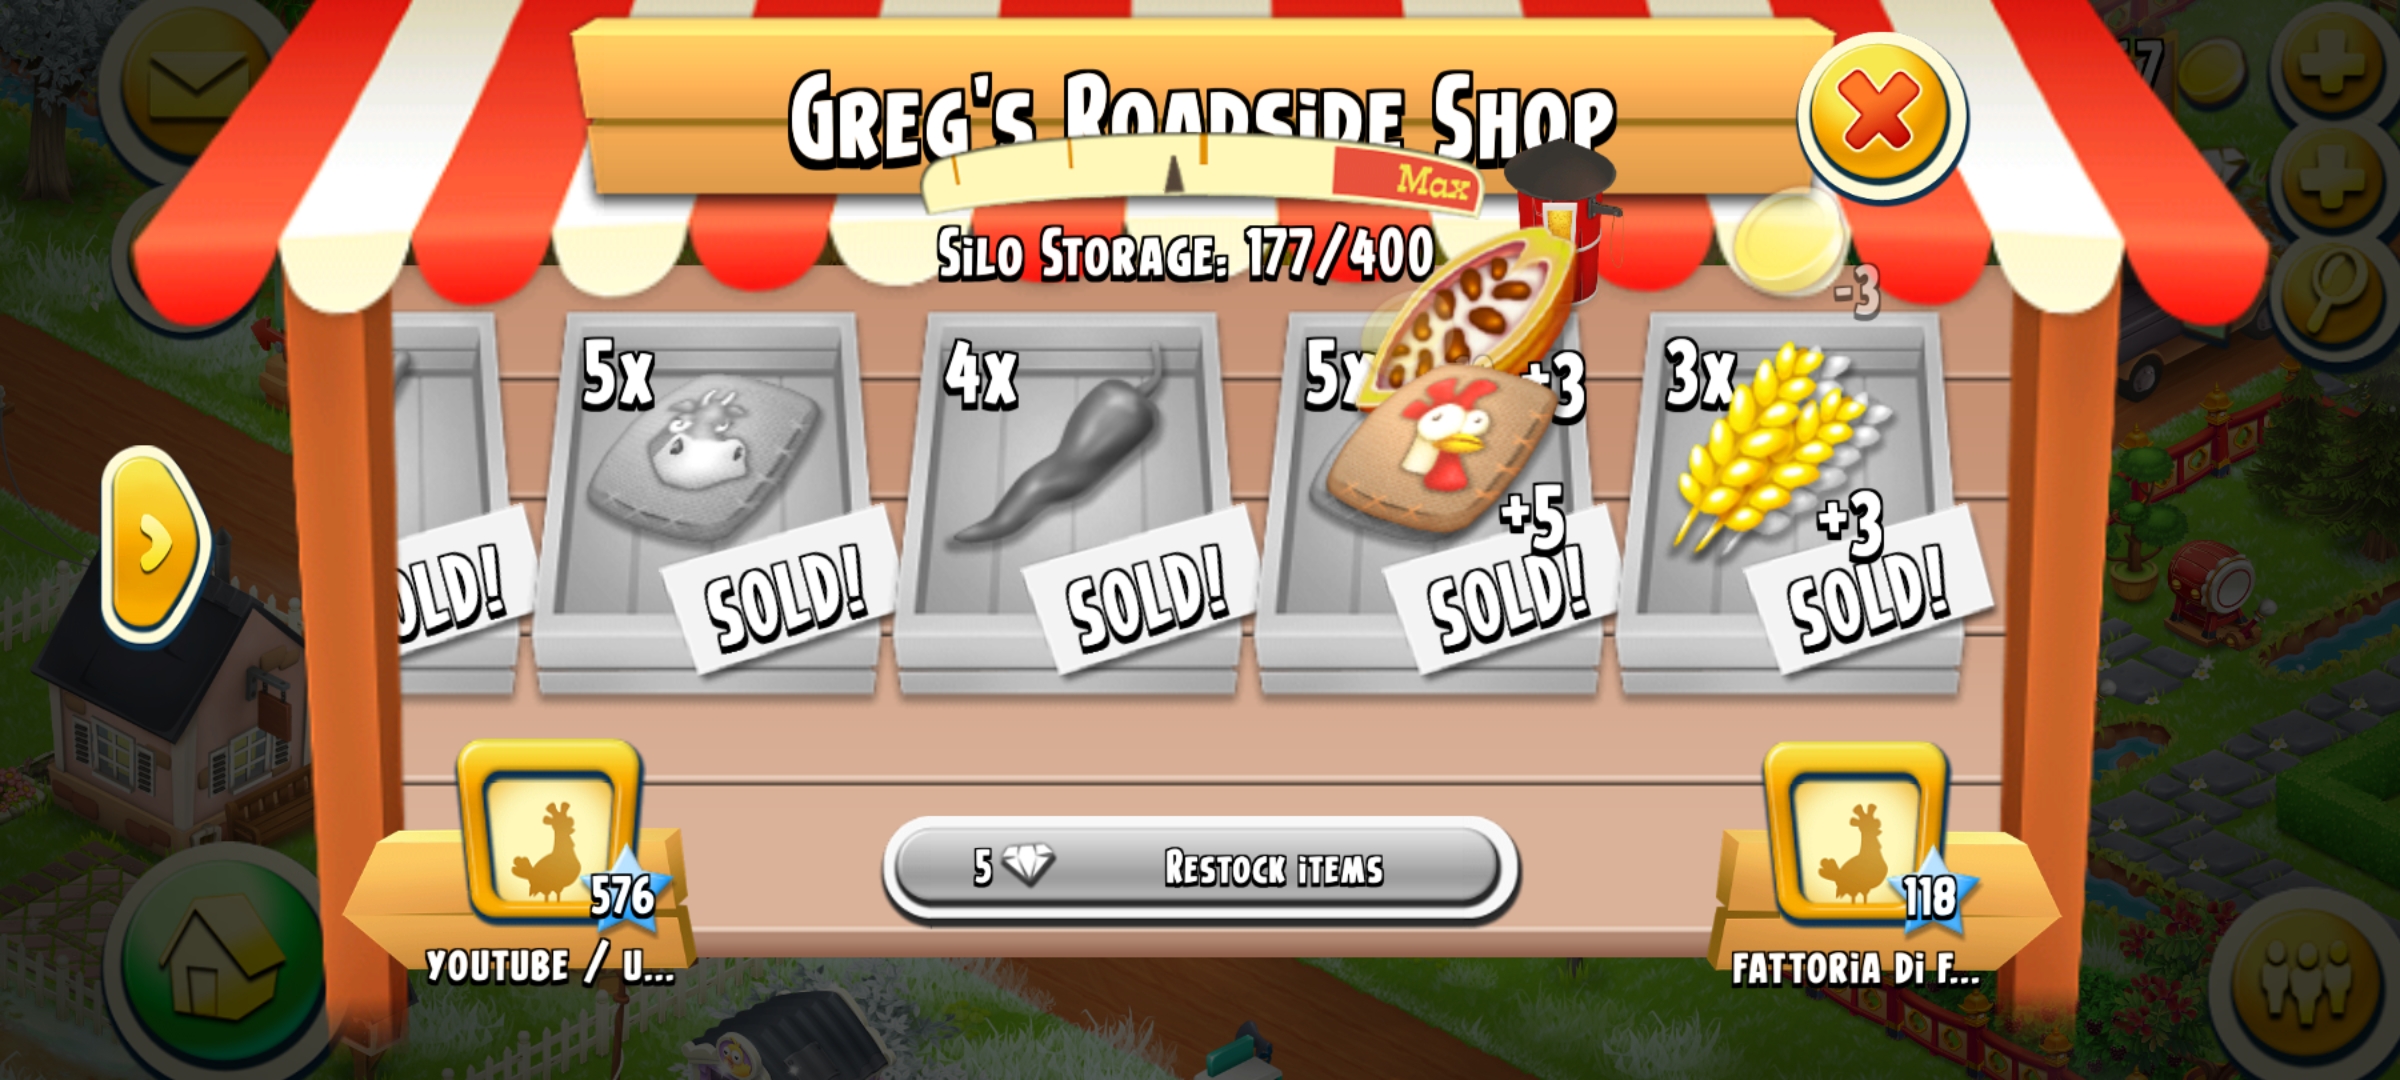 GREG'S ROADSIDE SHOP
Max
SILO STORAGE: 177/400
-3
5x
4x
5x
+3
3x
+5
+3
OLD!
SOLD!
SOLD!
SOLD!
SOLD!
576
118
5
RESTOCK ITEMS
YOUTUBE / U...
FATTORIA DI F...